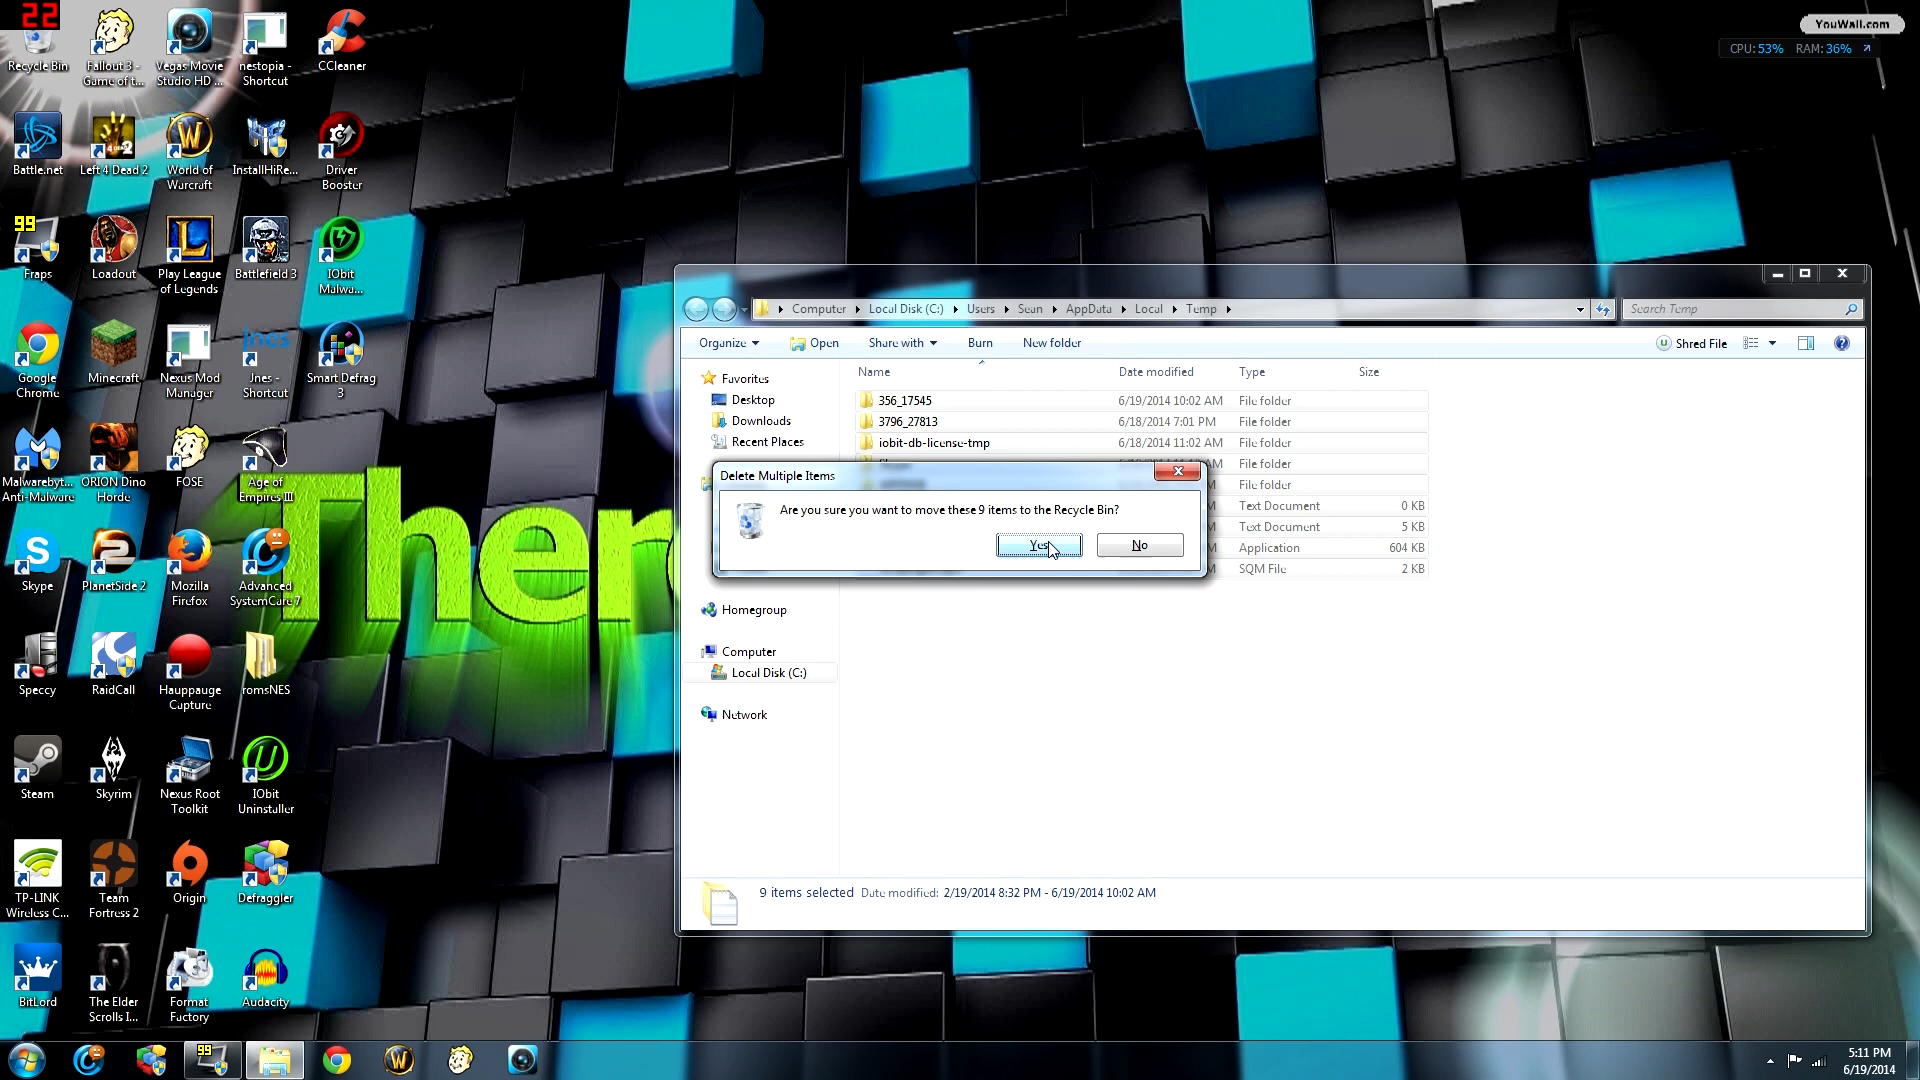 22
YouWall.com
CPU: 53% RAM: 36%
Recycle Bin
Fallout 3 -
Game of t...
Vegas Movie
Studio HD ...
nestopia -
Shortcut
CCleaner
Battle.net
Left 4 Dead 2
World of
Warcraft
InstallHiRe...
Driver
Booster
99
Fraps
Loadout
Play League
of Legends
Battlefield 3
IObit
Malwa...
Google
Chrome
Minecraft
Nexus Mod
Manager
Jnes -
Shortcut
Smart Defrag
3
Malwarebyt...
Anti-Malware
ORION Dino
Horde
FOSE
Age of
Empires III
Skype
PlanetSide 2
Mozilla
Firefox
Advanced
SystemCare 7
Speccy
RaidCall
Hauppauge
Capture
romsNES
Steam
Skyrim
Nexus Root
Toolkit
IObit
Uninstaller
TP-LINK
Wireless C...
Team
Fortress 2
Origin
Defraggler
BitLord
The Elder
Scrolls I...
Format
Factory
Audacity
Computer Local Disk (C:) Users Sean AppData Local Temp
Search Temp
Organize Open Share with Burn New folder Shred File
Name Date modified Type Size
Favorites
Desktop
Downloads
Recent Places
Homegroup
Computer
Local Disk (C:)
Network
356_17545 6/19/2014 10:02 AM File folder
3796_27813 6/18/2014 7:01 PM File folder
iobit-db-license-tmp 6/18/2014 11:02 AM File folder
File folder
File folder
Text Document 0 KB
Text Document 5 KB
Application 604 KB
SQM File 2 KB
Delete Multiple Items
Are you sure you want to move these 9 items to the Recycle Bin?
Yes No
9 items selected Date modified: 2/19/2014 8:32 PM - 6/19/2014 10:02 AM
99
5:11 PM
6/19/2014